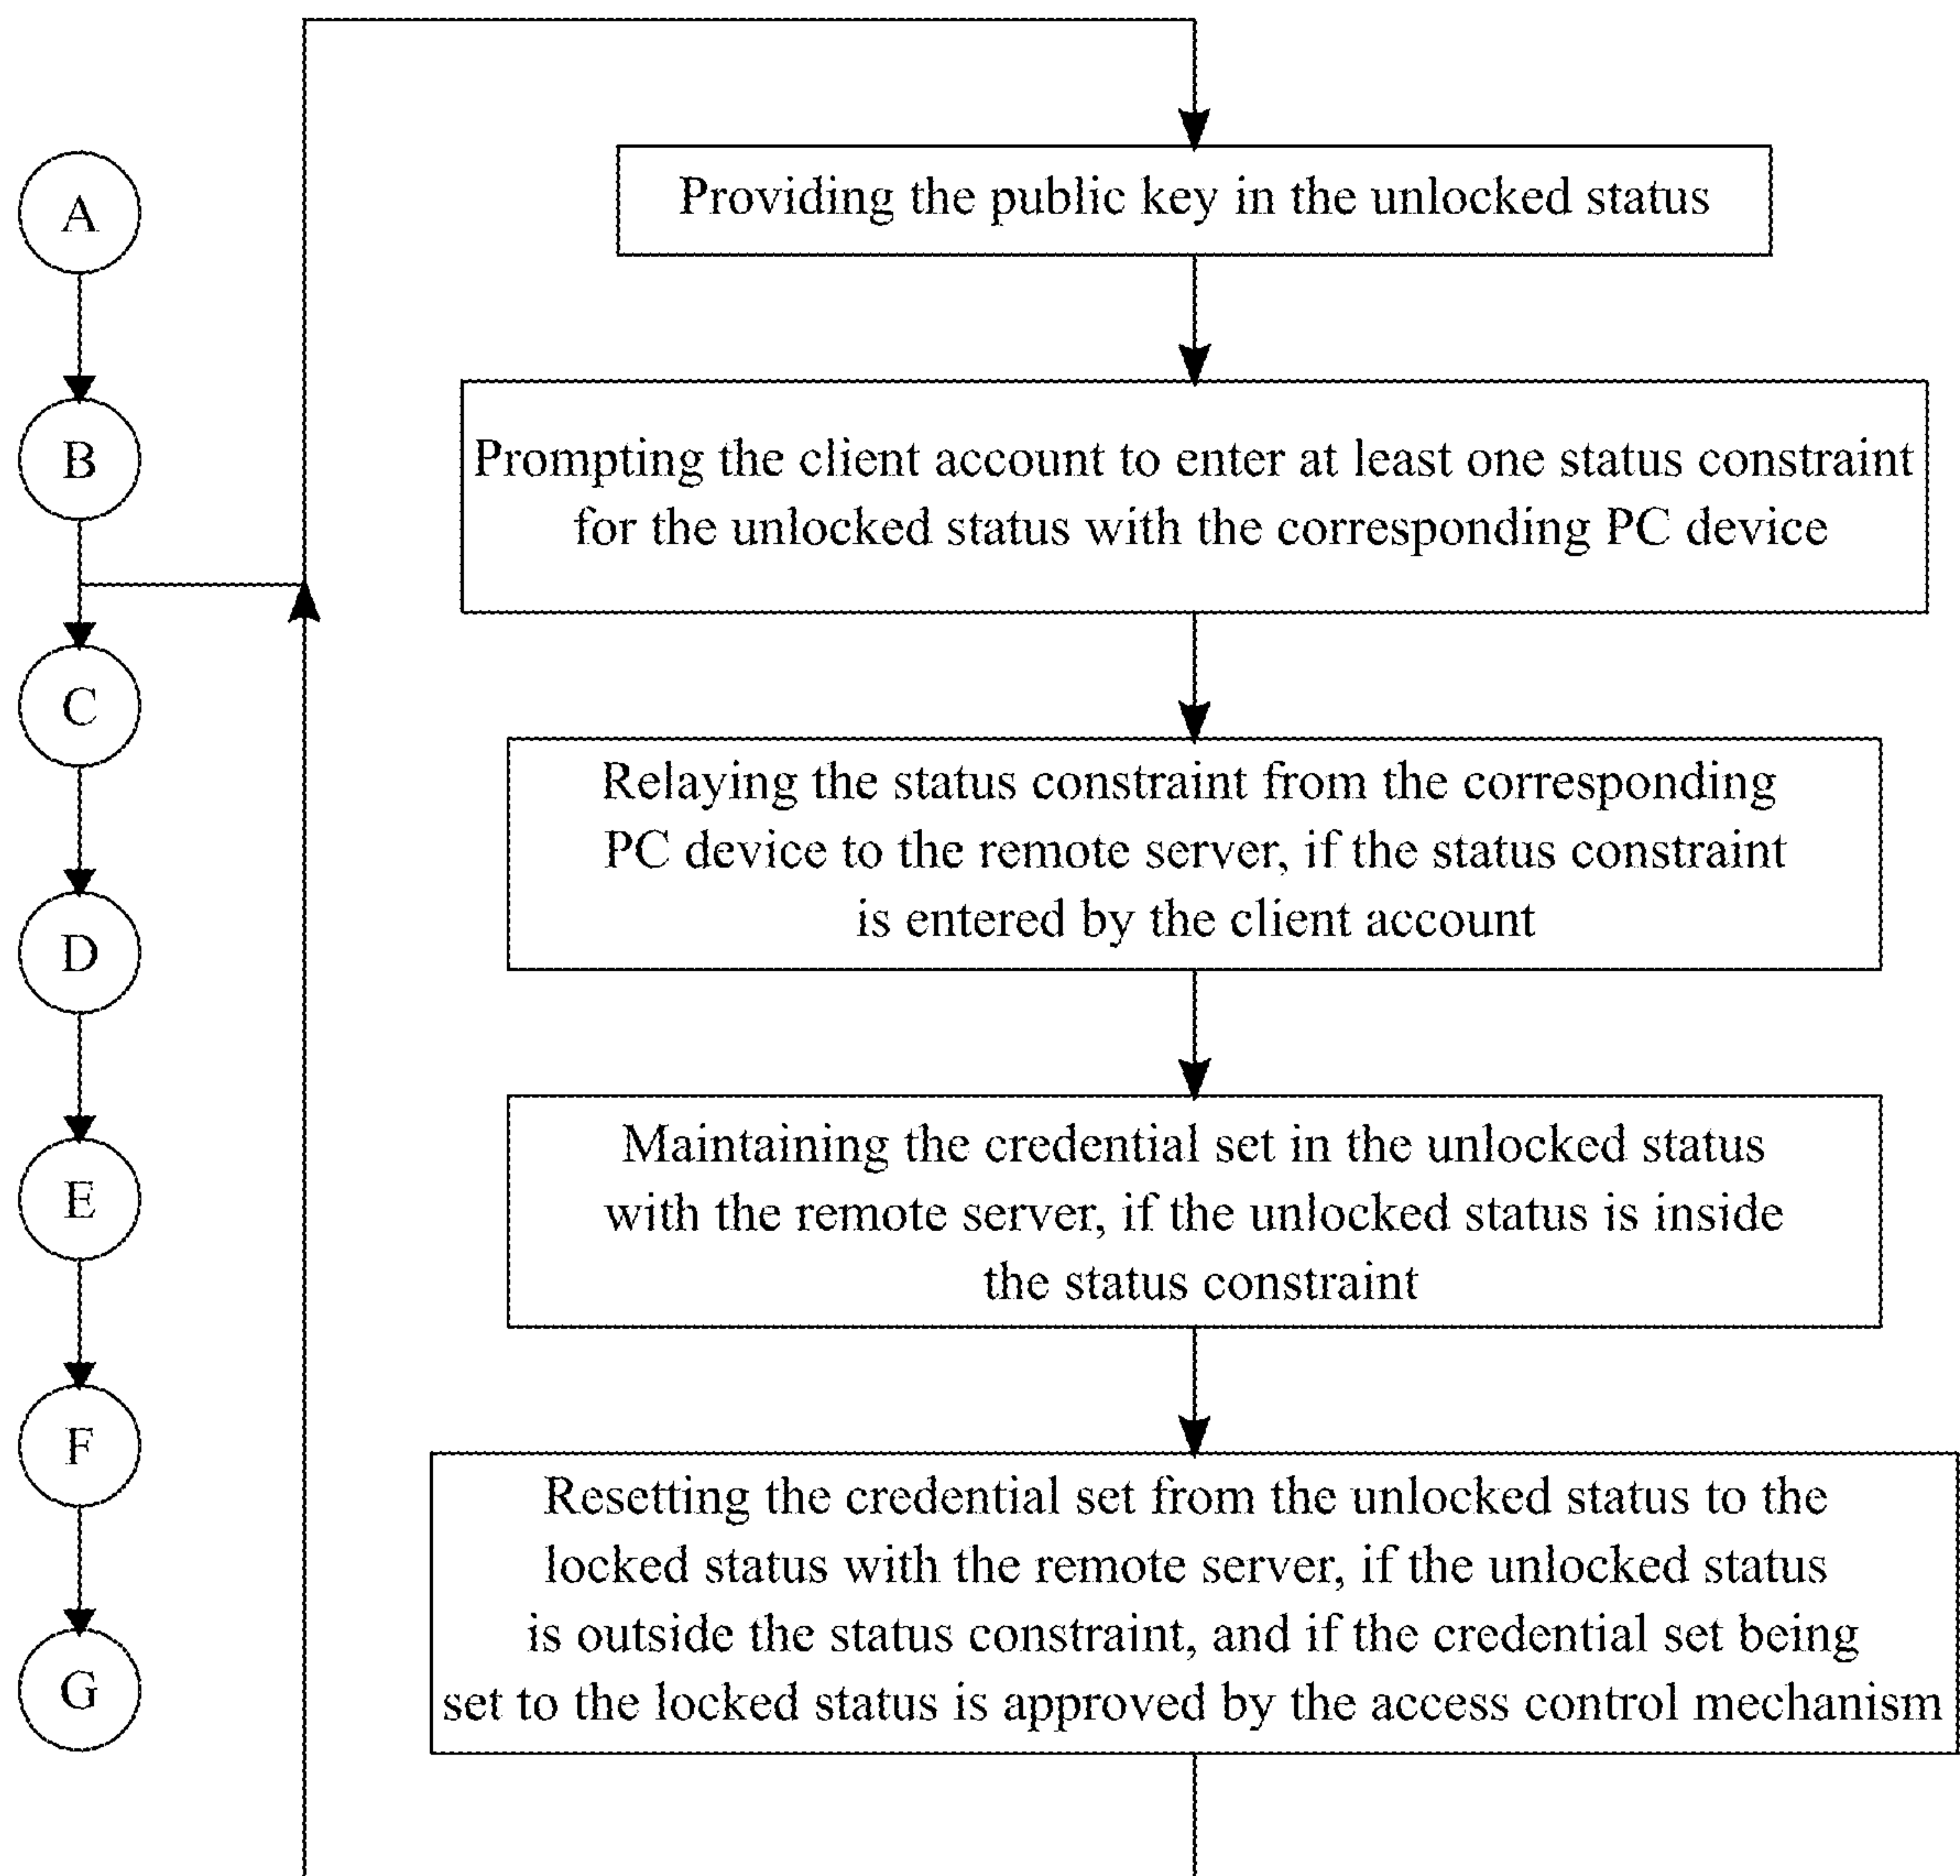 A
B
C
D
E
F
G
Providing the public key in the unlocked status
Prompting the client account to enter at least one status constraint
for the unlocked status with the corresponding PC device
Relaying the status constraint from the corresponding
PC device to the remote server, if the status constraint
is entered by the client account
Maintaining the credential set in the unlocked status
with the remote server, if the unlocked status is inside
the status constraint
Resetting the credential set from the unlocked status to the
locked status with the remote server, if the unlocked status
is outside the status constraint, and if the credential set being
set to the locked status is approved by the access control mechanism